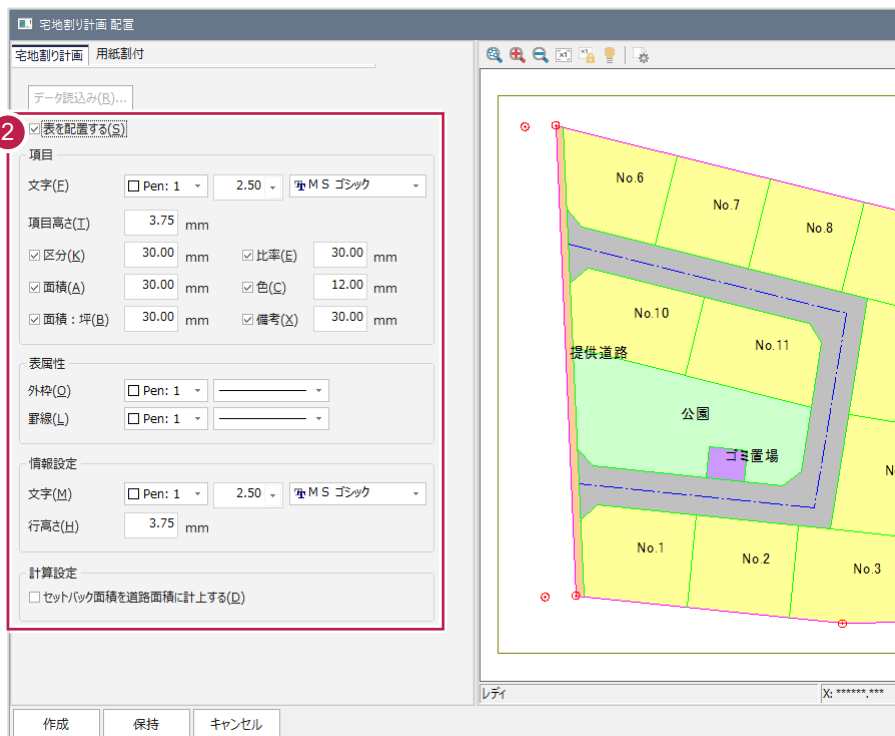 宅地割り計画 配置
宅地割り計画 用紙割付
データ読込み(R)...
2
表を配置する(S)
項目
文字(F) Pen: 1 2.50 MS ゴシック
項目高さ(T) 3.75 mm
区分(K) 30.00 mm 比率(E) 30.00 mm
面積(A) 30.00 mm 色(C) 12.00 mm
面積：坪(B) 30.00 mm 備考(X) 30.00 mm
表属性
外枠(O) Pen: 1
罫線(L) Pen: 1
情報設定
文字(M) Pen: 1 2.50 MS ゴシック
行高さ(H) 3.75 mm
計算設定
セットバック面積を道路面積に計上する(D)
作成 保持 キャンセル
No.6
No.7
No.8
No.10
No.11
提供道路
公園
ゴミ置場
No.1
No.2
No.3
レディ X: ******.***